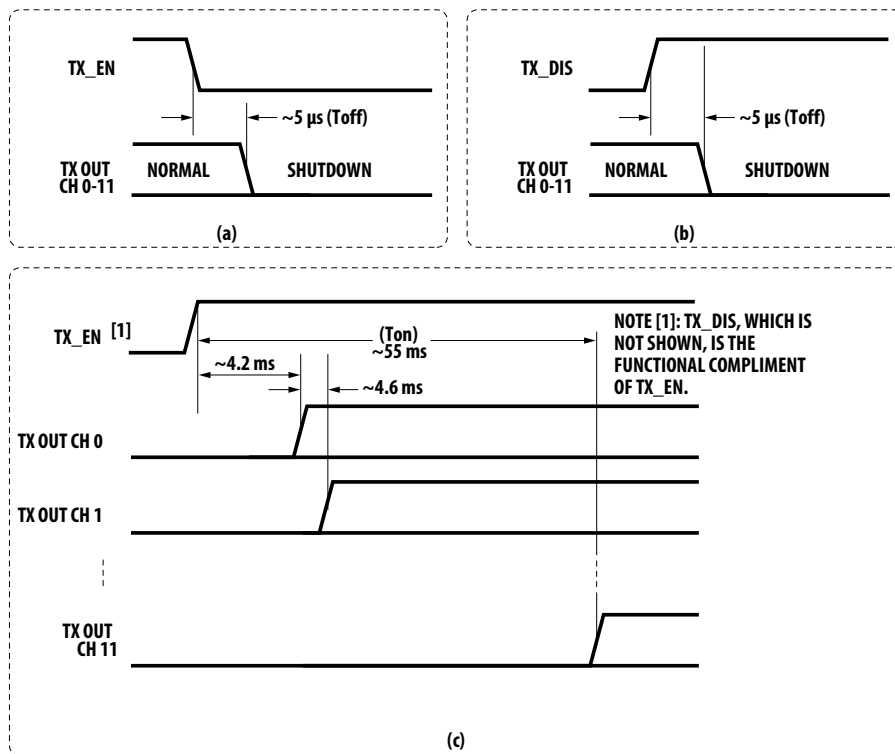 TX_EN
~5 µs (Toff)
TX OUT
CH 0-11
NORMAL
SHUTDOWN
(a)
TX_DIS
~5 µs (Toff)
TX OUT
CH 0-11
NORMAL
SHUTDOWN
(b)
TX_EN [1]
(Ton)
~55 ms
~4.2 ms
~4.6 ms
NOTE [1]: TX_DIS, WHICH IS
NOT SHOWN, IS THE
FUNCTIONAL COMPLIMENT
OF TX_EN.
TX OUT CH 0
TX OUT CH 1
TX OUT
CH 11
(c)